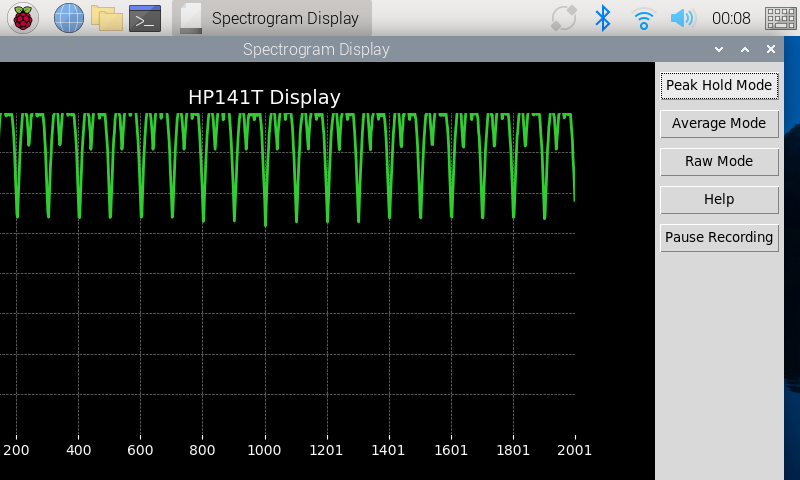 Spectrogram Display
00:08
Spectrogram Display
HP141T Display
Peak Hold Mode
Average Mode
Raw Mode
Help
Pause Recording
200 400 600 800 1000 1201 1401 1601 1801 2001